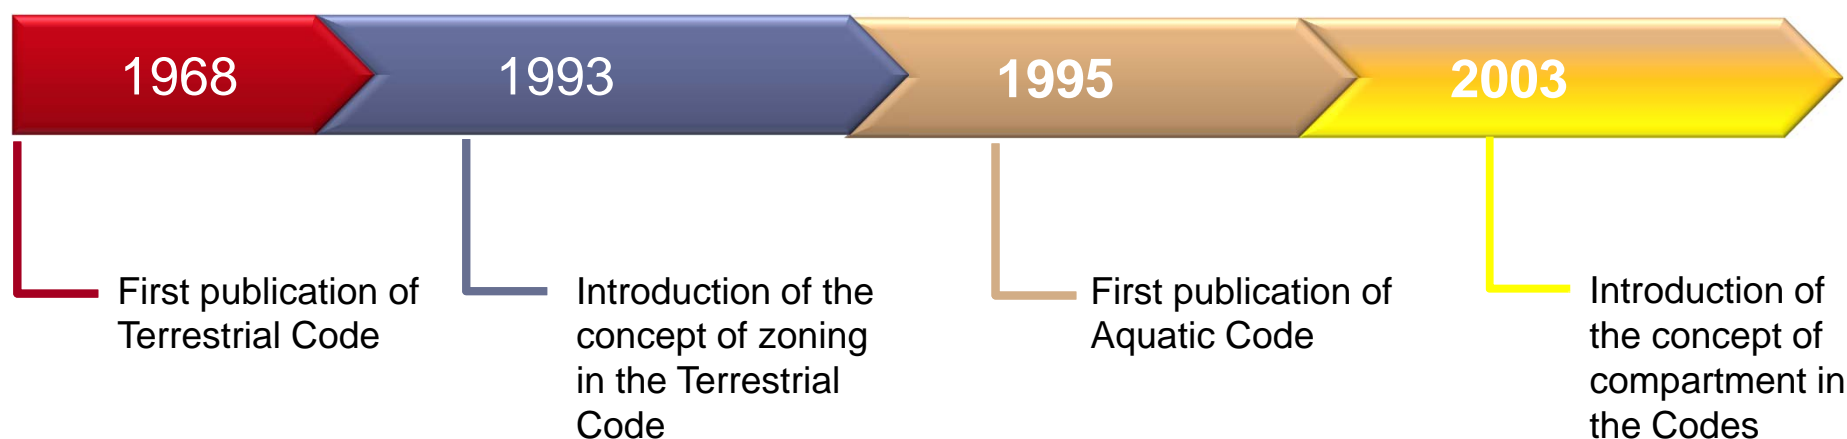 1968
1993
1995
2003
First publication of
Terrestrial Code
Introduction of the
concept of zoning
in the Terrestrial
Code
First publication of
Aquatic Code
Introduction of
the concept of
compartment in
the Codes